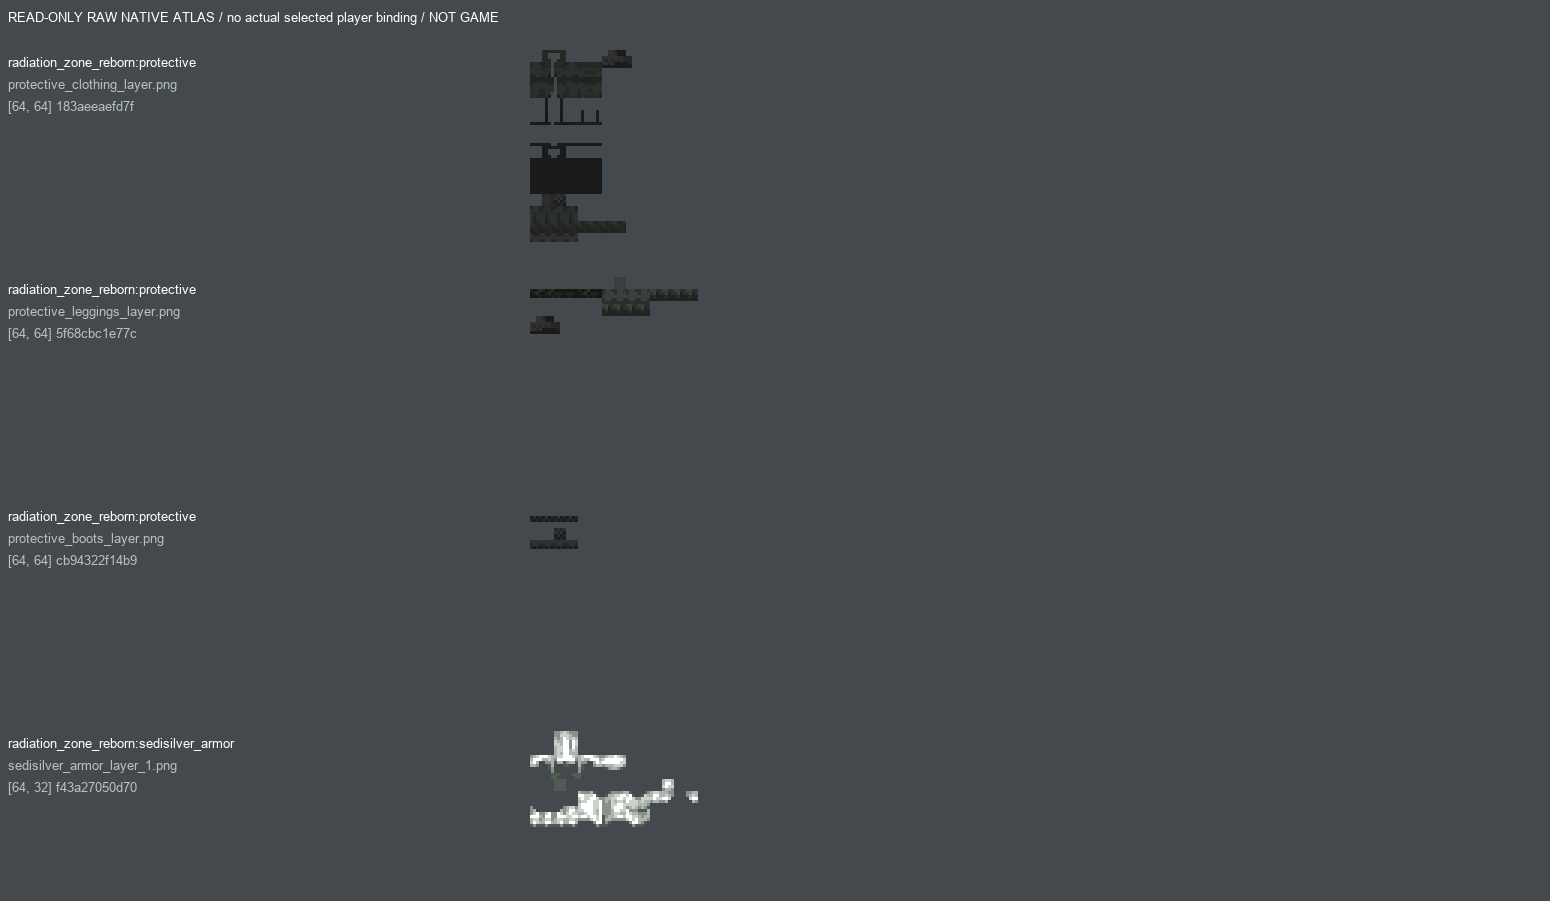 READ-ONLY RAW NATIVE ATLAS / no actual selected player binding / NOT GAME
radiation_zone_reborn:protective
protective_clothing_layer.png
[64, 64] 183aeeaefd7f
radiation_zone_reborn:protective
protective_leggings_layer.png
[64, 64] 5f68cbc1e77c
radiation_zone_reborn:protective
protective_boots_layer.png
[64, 64] cb94322f14b9
radiation_zone_reborn:sedisilver_armor
sedisilver_armor_layer_1.png
[64, 32] f43a27050d70